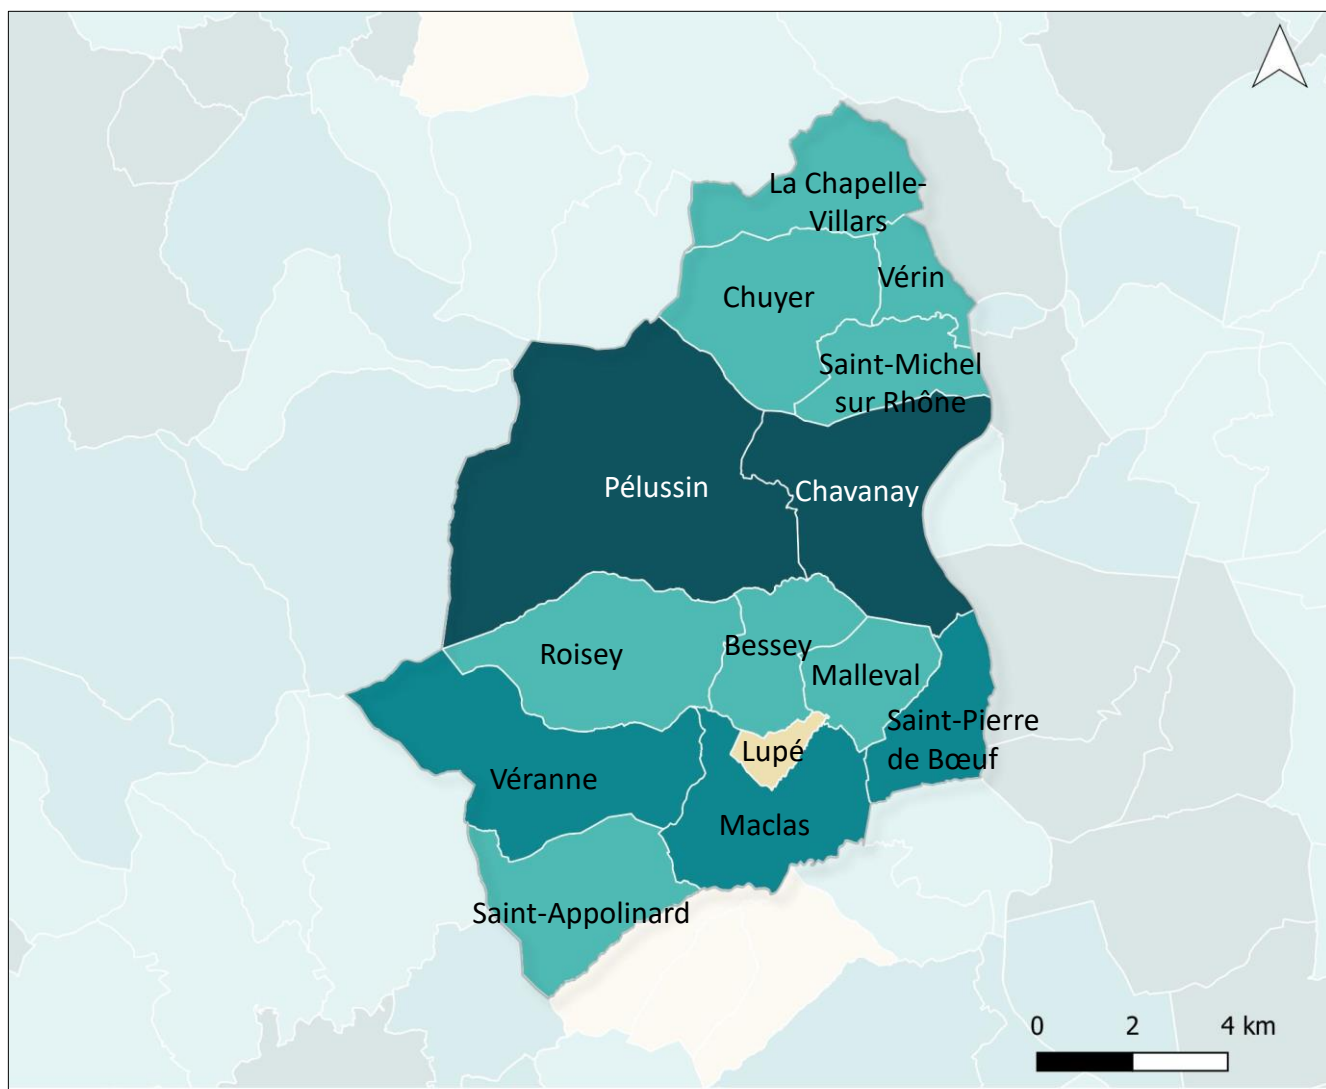 La Chapelle-
Villars
Vérin
Chuyer
Saint-Michel
sur Rhône
Pélussin
Chavanay
Roisey
Bessey
Malleval
Saint-Pierre
de Bœuf
Lupé
Véranne
Maclas
Saint-Appolinard
0 2 4 km